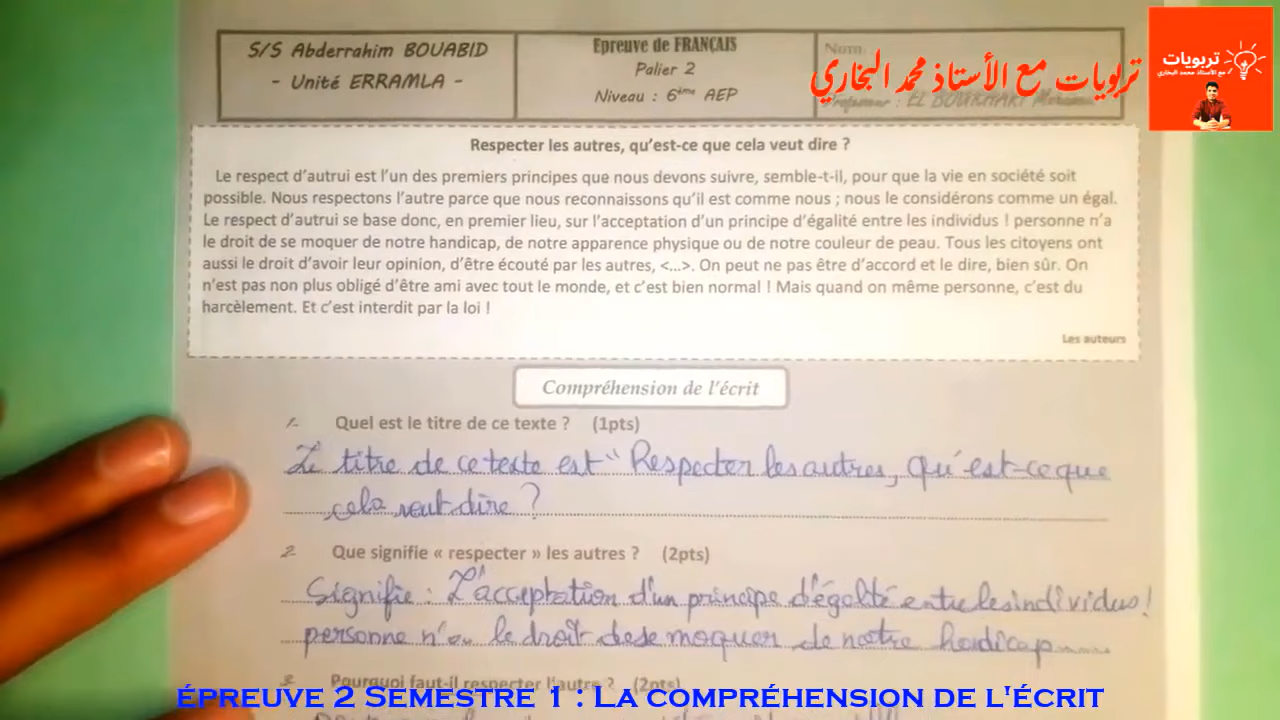 S/S Abderrahim BOUABID
- Unité ERRAMLA -
Epreuve de FRANÇAIS
Palier 2
Niveau : 6ème AEP
Nom
Professeur : EL BOUKHARI Mohamed
تربويات مع الأستاذ محمد البخاري
تربويات
مع الأستاذ محمد البخاري
Respecter les autres, qu'est-ce que cela veut dire ?
Le respect d'autrui est l'un des premiers principes que nous devons suivre, semble-t-il, pour que la vie en société soit
possible. Nous respectons l'autre parce que nous reconnaissons qu'il est comme nous ; nous le considérons comme un égal.
Le respect d'autrui se base donc, en premier lieu, sur l'acceptation d'un principe d'égalité entre les individus ! personne n'a
le droit de se moquer de notre handicap, de notre apparence physique ou de notre couleur de peau. Tous les citoyens ont
aussi le droit d'avoir leur opinion, d'être écouté par les autres, <...>. On peut ne pas être d'accord et le dire, bien sûr. On
n'est pas non plus obligé d'être ami avec tout le monde, et c'est bien normal ! Mais quand on même personne, c'est du
harcèlement. Et c'est interdit par la loi !
Les auteurs
Compréhension de l'écrit
1. Quel est le titre de ce texte ? (1pts)
Le titre de ce texte est " Respecter les autres, qu'est-ce que
cela veut dire ?
2. Que signifie « respecter » les autres ? (2pts)
Signifie : L'acceptation d'un principe d'égalté entre les individus !
personne n'a le droit de se moquer de notre handicap
3. Pourquoi faut-il respecter l'autre ? (2pts)
épreuve 2 Semestre 1 : La compréhension de l'écrit